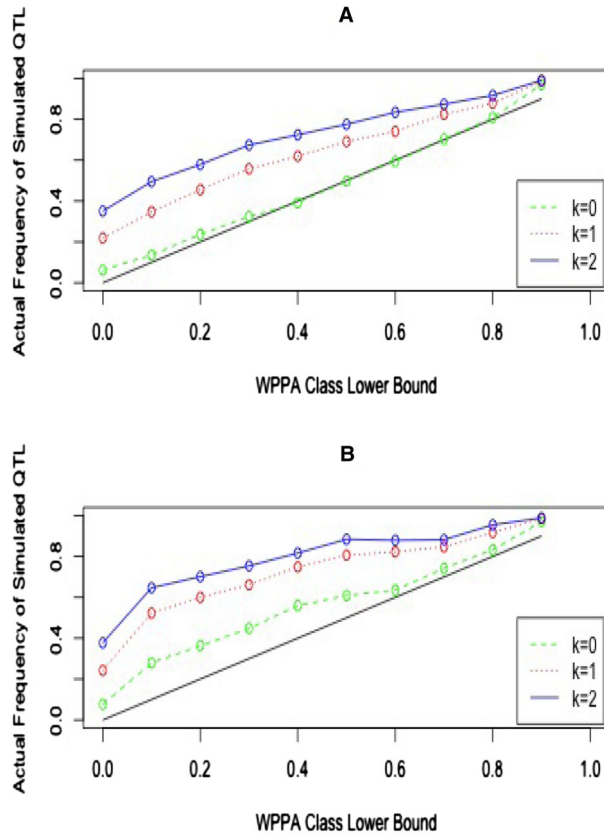 A
Actual Frequency of Simulated QTL
0.8
0.4
0.0
k=0
k=1
k=2
0.0 0.2 0.4 0.6 0.8 1.0
WPPA Class Lower Bound
B
Actual Frequency of Simulated QTL
0.8
0.4
0.0
k=0
k=1
k=2
0.0 0.2 0.4 0.6 0.8 1.0
WPPA Class Lower Bound